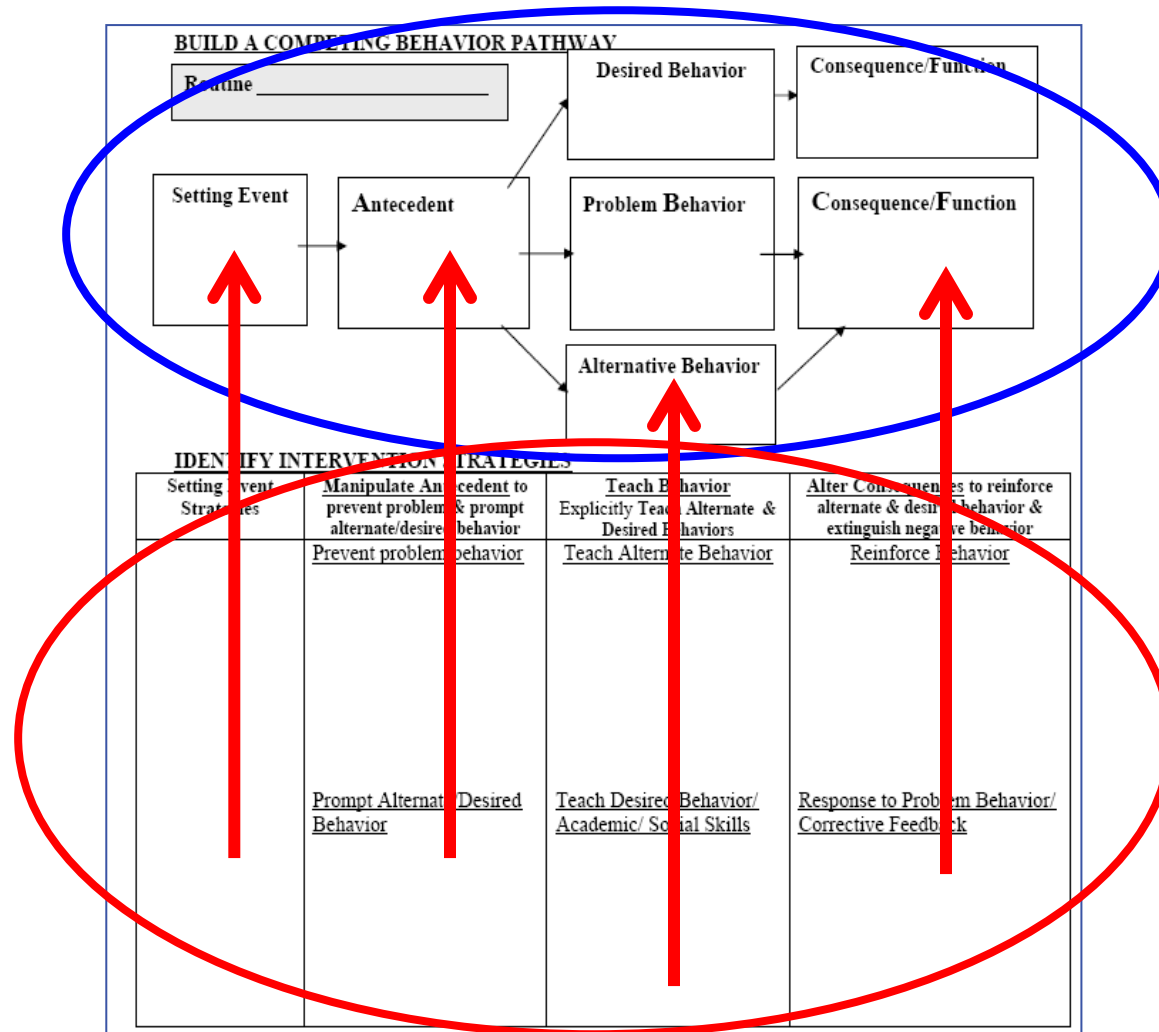 BUILD A COMPETING BEHAVIOR PATHWAY
Routine
Desired Behavior
Consequence/Function
Setting Event
Antecedent
Problem Behavior
Consequence/Function
Alternative Behavior
IDENTIFY INTERVENTION STRATEGIES
Setting Event
Strategies
Manipulate Antecedent to
prevent problem & prompt
alternate/desired behavior
Teach Behavior
Explicitly Teach Alternate &
Desired Behaviors
Alter Consequences to reinforce
alternate & desired behavior &
extinguish negative behavior
Prevent problem behavior
Teach Alternate Behavior
Reinforce Behavior
Prompt Alternate/Desired
Behavior
Teach Desired Behavior/
Academic/ Social Skills
Response to Problem Behavior/
Corrective Feedback